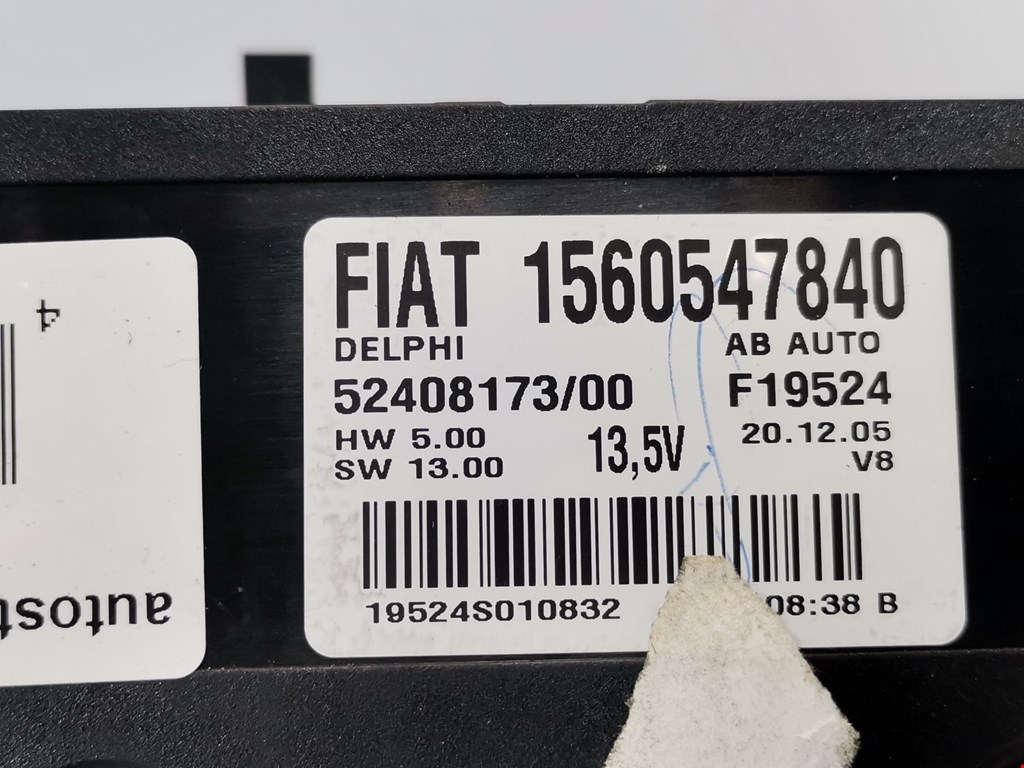 FIAT 1560547840
DELPHI AB AUTO
52408173/00 F19524
HW 5.00 13,5V 20.12.05
SW 13.00 V8
19524S010832 08:38 B
4
autost